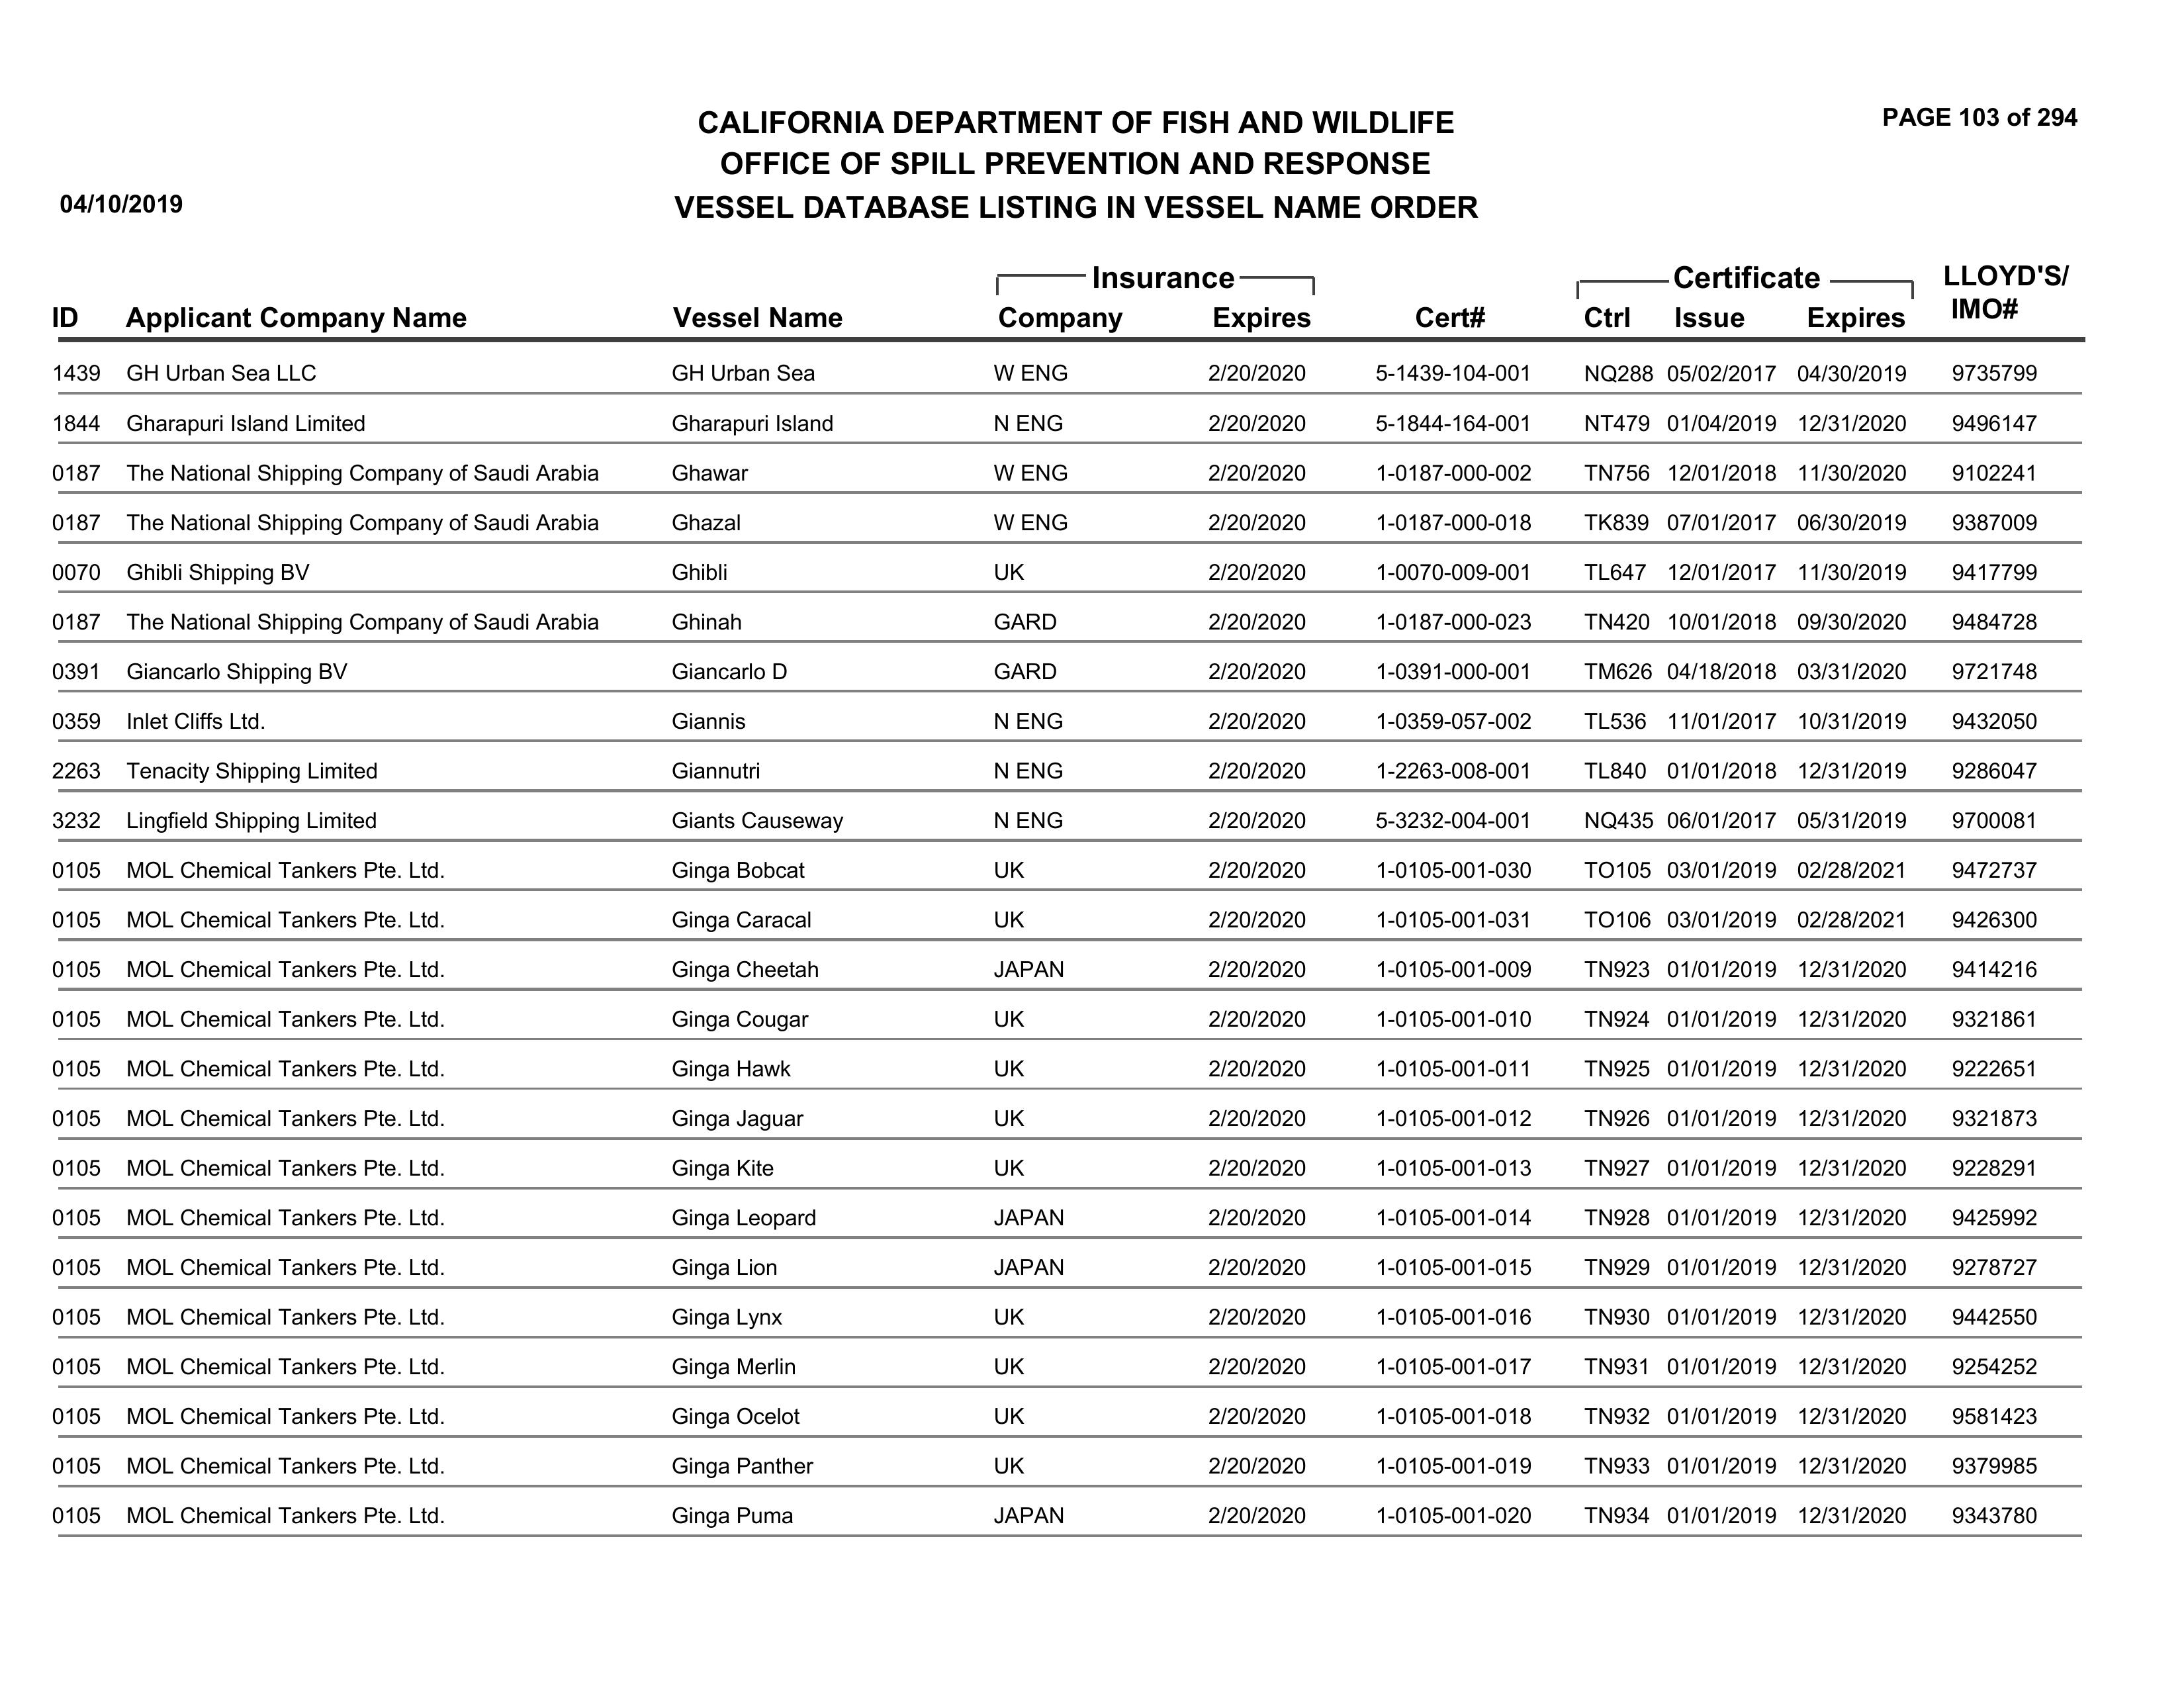 PAGE 103 of 294
CALIFORNIA DEPARTMENT OF FISH AND WILDLIFE
OFFICE OF SPILL PREVENTION AND RESPONSE
04/10/2019 VESSEL DATABASE LISTING IN VESSEL NAME ORDER
Insurance Certificate LLOYD'S/
ID Applicant Company Name Vessel Name Company Expires Cert# Ctrl Issue Expires IMO#
1439 GH Urban Sea LLC GH Urban Sea W ENG 2/20/2020 5-1439-104-001 NQ288 05/02/2017 04/30/2019 9735799
1844 Gharapuri Island Limited Gharapuri Island N ENG 2/20/2020 5-1844-164-001 NT479 01/04/2019 12/31/2020 9496147
0187 The National Shipping Company of Saudi Arabia Ghawar W ENG 2/20/2020 1-0187-000-002 TN756 12/01/2018 11/30/2020 9102241
0187 The National Shipping Company of Saudi Arabia Ghazal W ENG 2/20/2020 1-0187-000-018 TK839 07/01/2017 06/30/2019 9387009
0070 Ghibli Shipping BV Ghibli UK 2/20/2020 1-0070-009-001 TL647 12/01/2017 11/30/2019 9417799
0187 The National Shipping Company of Saudi Arabia Ghinah GARD 2/20/2020 1-0187-000-023 TN420 10/01/2018 09/30/2020 9484728
0391 Giancarlo Shipping BV Giancarlo D GARD 2/20/2020 1-0391-000-001 TM626 04/18/2018 03/31/2020 9721748
0359 Inlet Cliffs Ltd. Giannis N ENG 2/20/2020 1-0359-057-002 TL536 11/01/2017 10/31/2019 9432050
2263 Tenacity Shipping Limited Giannutri N ENG 2/20/2020 1-2263-008-001 TL840 01/01/2018 12/31/2019 9286047
3232 Lingfield Shipping Limited Giants Causeway N ENG 2/20/2020 5-3232-004-001 NQ435 06/01/2017 05/31/2019 9700081
0105 MOL Chemical Tankers Pte. Ltd. Ginga Bobcat UK 2/20/2020 1-0105-001-030 TO105 03/01/2019 02/28/2021 9472737
0105 MOL Chemical Tankers Pte. Ltd. Ginga Caracal UK 2/20/2020 1-0105-001-031 TO106 03/01/2019 02/28/2021 9426300
0105 MOL Chemical Tankers Pte. Ltd. Ginga Cheetah JAPAN 2/20/2020 1-0105-001-009 TN923 01/01/2019 12/31/2020 9414216
0105 MOL Chemical Tankers Pte. Ltd. Ginga Cougar UK 2/20/2020 1-0105-001-010 TN924 01/01/2019 12/31/2020 9321861
0105 MOL Chemical Tankers Pte. Ltd. Ginga Hawk UK 2/20/2020 1-0105-001-011 TN925 01/01/2019 12/31/2020 9222651
0105 MOL Chemical Tankers Pte. Ltd. Ginga Jaguar UK 2/20/2020 1-0105-001-012 TN926 01/01/2019 12/31/2020 9321873
0105 MOL Chemical Tankers Pte. Ltd. Ginga Kite UK 2/20/2020 1-0105-001-013 TN927 01/01/2019 12/31/2020 9228291
0105 MOL Chemical Tankers Pte. Ltd. Ginga Leopard JAPAN 2/20/2020 1-0105-001-014 TN928 01/01/2019 12/31/2020 9425992
0105 MOL Chemical Tankers Pte. Ltd. Ginga Lion JAPAN 2/20/2020 1-0105-001-015 TN929 01/01/2019 12/31/2020 9278727
0105 MOL Chemical Tankers Pte. Ltd. Ginga Lynx UK 2/20/2020 1-0105-001-016 TN930 01/01/2019 12/31/2020 9442550
0105 MOL Chemical Tankers Pte. Ltd. Ginga Merlin UK 2/20/2020 1-0105-001-017 TN931 01/01/2019 12/31/2020 9254252
0105 MOL Chemical Tankers Pte. Ltd. Ginga Ocelot UK 2/20/2020 1-0105-001-018 TN932 01/01/2019 12/31/2020 9581423
0105 MOL Chemical Tankers Pte. Ltd. Ginga Panther UK 2/20/2020 1-0105-001-019 TN933 01/01/2019 12/31/2020 9379985
0105 MOL Chemical Tankers Pte. Ltd. Ginga Puma JAPAN 2/20/2020 1-0105-001-020 TN934 01/01/2019 12/31/2020 9343780